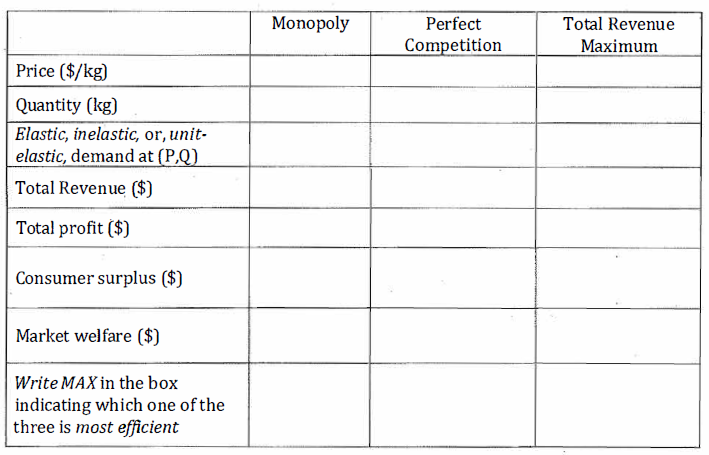 Monopoly
Perfect
Competition
Total Revenue
Maximum
Price ($/kg)
Quantity (kg)
Elastic, inelastic, or, unit-
elastic, demand at (P,Q)
Total Revenue ($)
Total profit ($)
Consumer surplus ($)
Market welfare ($)
Write MAX in the box
indicating which one of the
three is most efficient